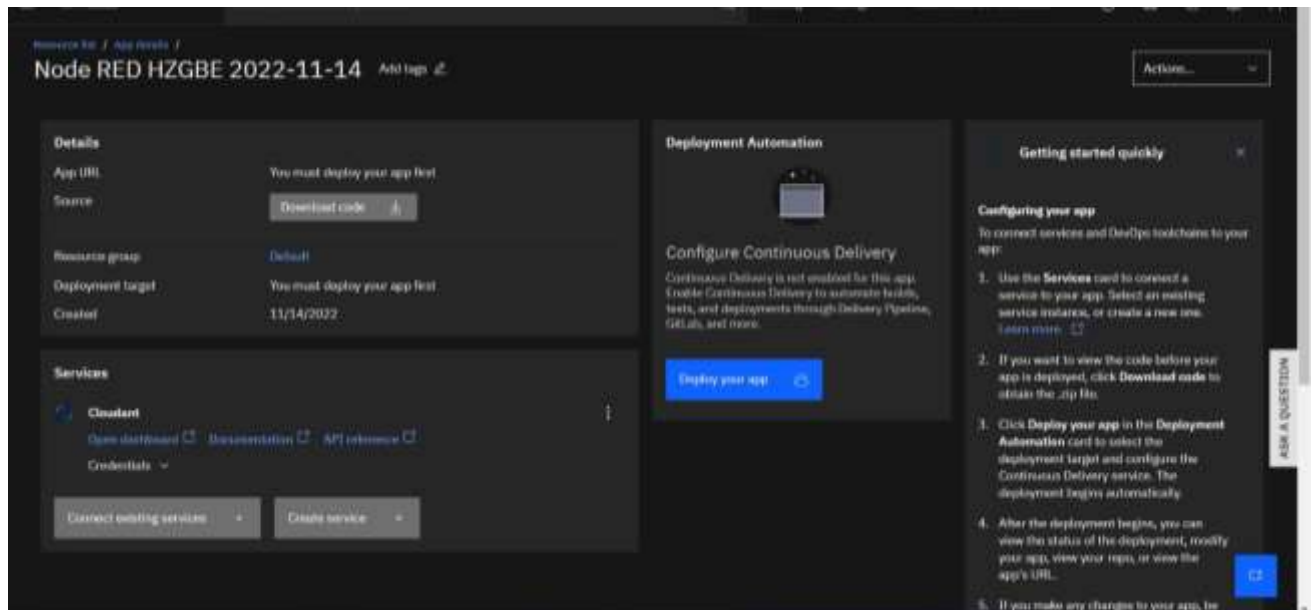 Resource list / App details /
Node RED HZGBE 2022-11-14 Add tags
Actions...
Details
App URL You must deploy your app first
Source Download code
Resource group Default
Deployment target You must deploy your app first
Created 11/14/2022
Services
Cloudant
Open dashboard Documentation API reference
Credentials
Connect existing services Create service
Deployment Automation
Configure Continuous Delivery
Continuous Delivery is not enabled for this app.
Enable Continuous Delivery to automate builds,
tests, and deployments through Delivery Pipeline,
GitLab, and more.
Deploy your app
Getting started quickly
Configuring your app
To connect services and DevOps toolchains to your
app:
1. Use the Services card to connect a
service to your app. Select an existing
service instance, or create a new one.
Learn more
2. If you want to view the code before your
app is deployed, click Download code to
obtain the .zip file.
3. Click Deploy your app in the Deployment
Automation card to select the
deployment target and configure the
Continuous Delivery service. The
deployment begins automatically.
4. After the deployment begins, you can
view the status of the deployment, modify
your app, view your repo, or view the
app's URL.
5. If you make any changes to your app, be
ASK A QUESTION